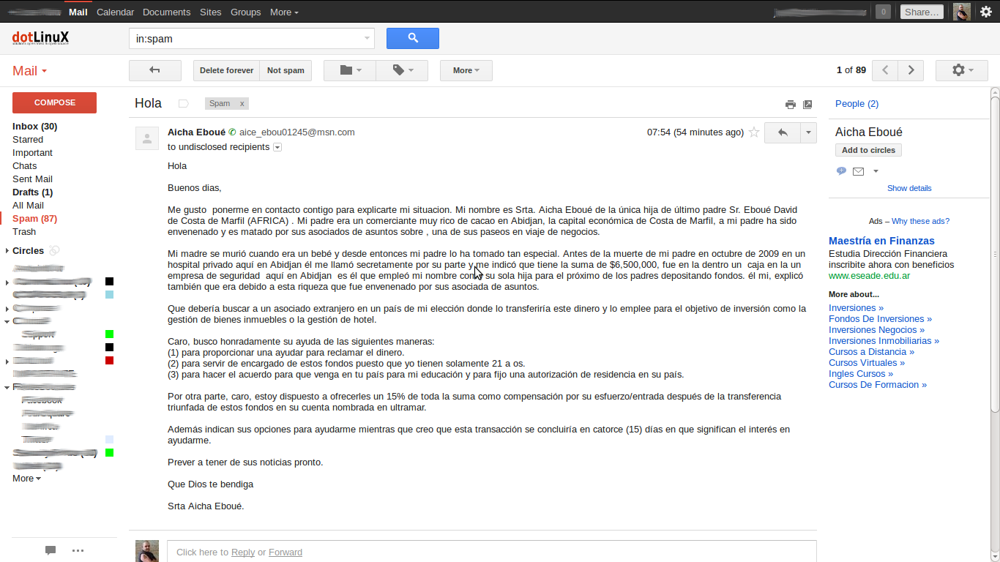 Mail Calendar Documents Sites Groups More 0 Share…
dotLinuX
in:spam
Mail
Delete forever Not spam More 1 of 89
COMPOSE
Inbox (30)
Starred
Important
Chats
Sent Mail
Drafts (1)
All Mail
Spam (87)
Trash
Circles
More
Hola Spam x
Aicha Eboué aice_ebou01245@msn.com 07:54 (54 minutes ago)
to undisclosed recipients
Hola
Buenos dias,
Me gusto ponerme en contacto contigo para explicarte mi situacion. Mi nombre es Srta. Aicha Eboué de la única hija de último padre Sr. Eboué David
de Costa de Marfil (AFRICA) . Mi padre era un comerciante muy rico de cacao en Abidjan, la capital económica de Costa de Marfil, a mi padre ha sido
envenenado y es matado por sus asociados de asuntos sobre , una de sus paseos en viaje de negocios.
Mi madre se murió cuando era un bebé y desde entonces mi padre lo ha tomado tan especial. Antes de la muerte de mi padre en octubre de 2009 en un
hospital privado aquí en Abidjan él me llamó secretamente por su parte y me indicó que tiene la suma de $6,500,000, fue en la dentro un caja en la un
empresa de seguridad aquí en Abidjan es él que empleó mi nombre como su sola hija para el próximo de los padres depositando fondos. él mi, explicó
también que era debido a esta riqueza que fue envenenado por sus asociada de asuntos.
Que debería buscar a un asociado extranjero en un país de mi elección donde lo transferiría este dinero y lo emplee para el objetivo de inversión como la
gestión de bienes inmuebles o la gestión de hotel.
Caro, busco honradamente su ayuda de las siguientes maneras:
(1) para proporcionar una ayudar para reclamar el dinero.
(2) para servir de encargado de estos fondos puesto que yo tienen solamente 21 a os.
(3) para hacer el acuerdo para que venga en tu país para mi educación y para fijo una autorización de residencia en su país.
Por otra parte, caro, estoy dispuesto a ofrecerles un 15% de toda la suma como compensación por su esfuerzo/entrada después de la transferencia
triunfada de estos fondos en su cuenta nombrada en ultramar.
Además indican sus opciones para ayudarme mientras que creo que esta transacción se concluiría en catorce (15) días en que significan el interés en
ayudarme.
Prever a tener de sus noticias pronto.
Que Dios te bendiga
Srta Aicha Eboué.
Click here to Reply or Forward
People (2)
Aicha Eboué
Add to circles
Show details
Ads – Why these ads?
Maestría en Finanzas
Estudia Dirección Financiera
inscribite ahora con beneficios
www.eseade.edu.ar
More about...
Inversiones »
Fondos De Inversiones »
Inversiones Negocios »
Inversiones Inmobiliarias »
Cursos a Distancia »
Cursos Virtuales »
Ingles Cursos »
Cursos De Formacion »